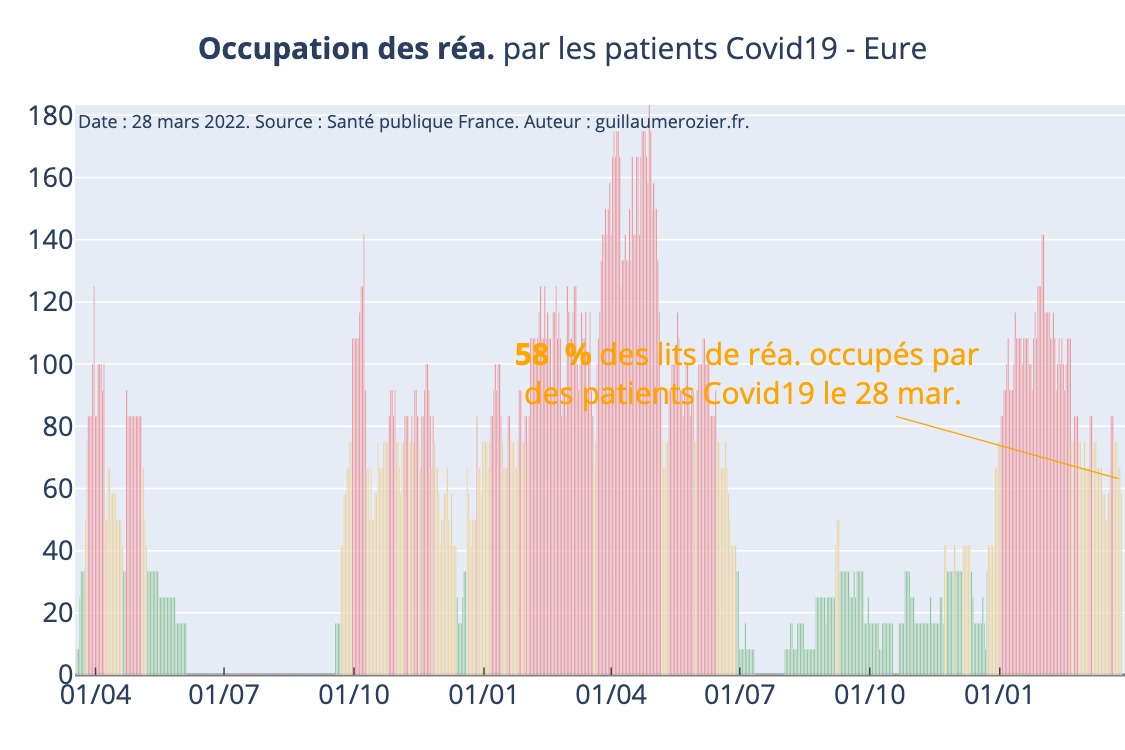 Occupation des réa. par les patients Covid19 - Eure
180
Date : 28 mars 2022. Source : Santé publique France. Auteur : guillaumerozier.fr.
160
140
120
58 % des lits de réa. occupés par
100
des patients Covid19 le 28 mar.
80
60
40
20
0
01/04 01/07 01/10 01/01 01/04 01/07 01/10 01/01